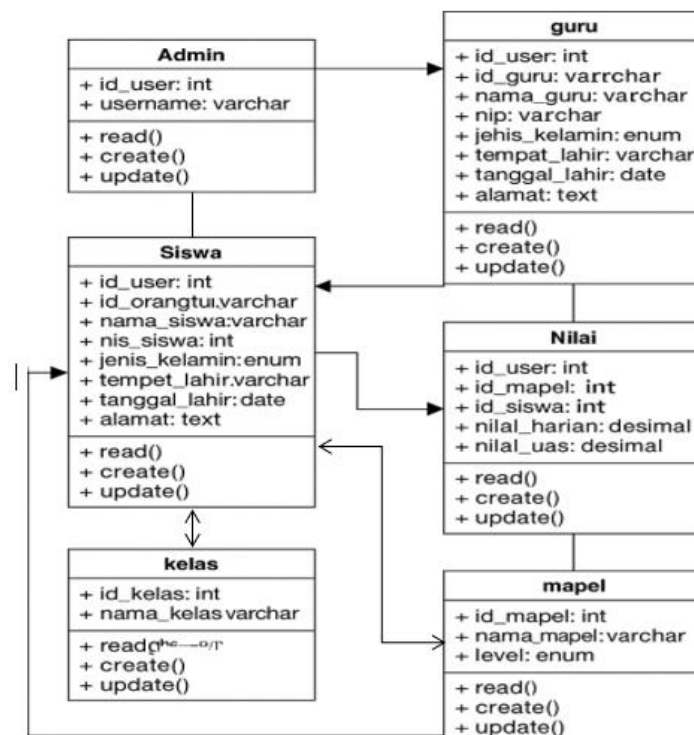 Admin
+ id_user: int
+ username: varchar
+ read()
+ create()
+ update()
guru
+ id_user: int
+ id_guru: varrchar
+ nama_guru: varchar
+ nip: varchar
+ jehis_kelamin: enum
+ tempat_lahir: varchar
+ tanggal_lahir: date
+ alamat: text
+ read()
+ create()
+ update()
Siswa
+ id_user: int
+ id_orangtui.varchar
+ nama_siswa:varchar
+ nis_siswa: int
+ jenis_kelamin: enum
+ tempet_lahir.varchar
+ tanggal_lahir: date
+ alamat: text
+ read()
+ create()
+ update()
Nilai
+ id_user: int
+ id_mapel: int
+ id_siswa: int
+ nilal_harian: desimal
+ nilal_uas: desimal
+ read()
+ create()
+ update()
kelas
+ id_kelas: int
+ nama_kelas varchar
+ read
+ create()
+ update()
mapel
+ id_mapel: int
+ nama_mapel: varchar
+ level: enum
+ read()
+ create()
+ update()